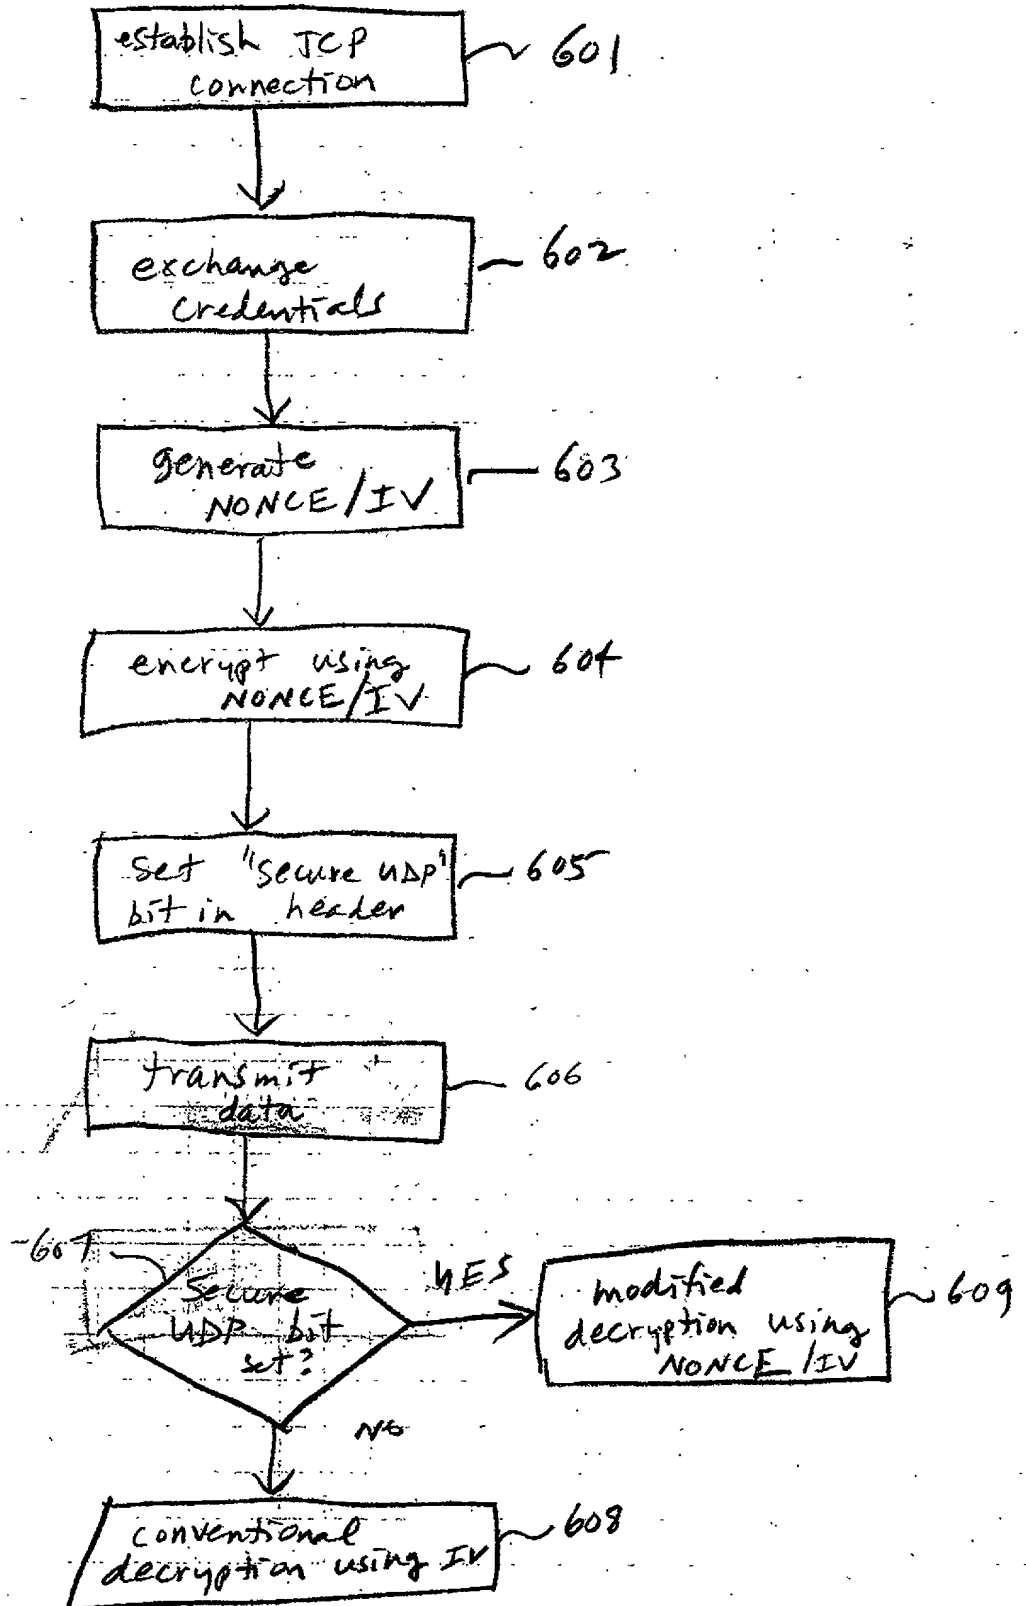 establish TCP
connection
601
exchange
credentials
602
generate
NONCE/IV
603
encrypt using
NONCE/IV
604
set "secure UDP"
bit in header
605
transmit
data
606
607
Secure
UDP bit
set?
YES
modified
decryption using
NONCE/IV
609
NO
conventional
decryption using IV
608